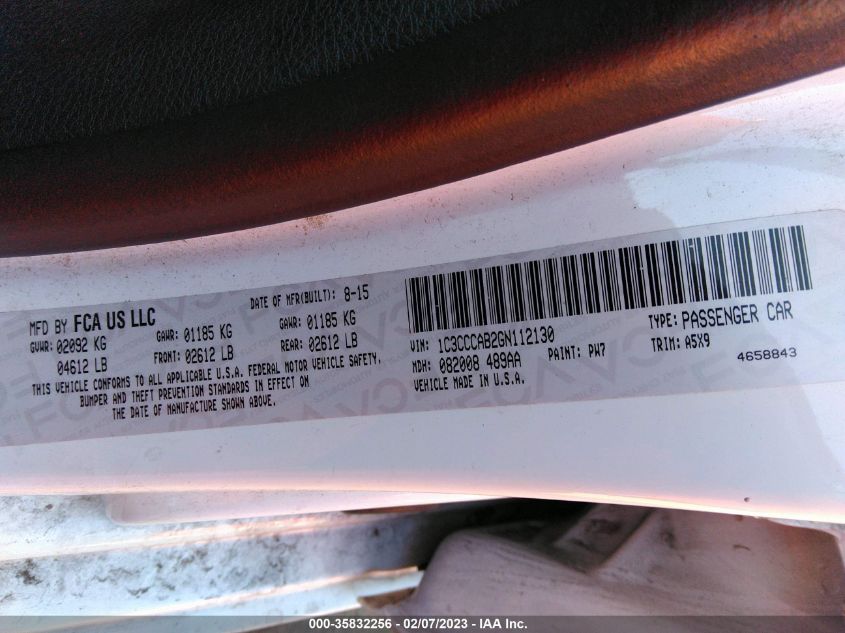 MFD BY FCA US LLC
DATE OF MFR(BUILT): 8-15
GVWR: 02092 KG
GAWR: 01185 KG
GAWR: 01185 KG
04612 LB
FRONT: 02612 LB
REAR: 02612 LB
THIS VEHICLE CONFORMS TO ALL APPLICABLE U.S.A. FEDERAL MOTOR VEHICLE SAFETY,
BUMPER AND THEFT PREVENTION STANDARDS IN EFFECT ON
THE DATE OF MANUFACTURE SHOWN ABOVE.
VIN: 1C3CCCAB2GN112130
TYPE: PASSENGER CAR
MDH: 082008 489AA
PAINT: PW7
TRIM: A5X9
VEHICLE MADE IN U.S.A.
4658843
000-35832256 - 02/07/2023 - IAA Inc.